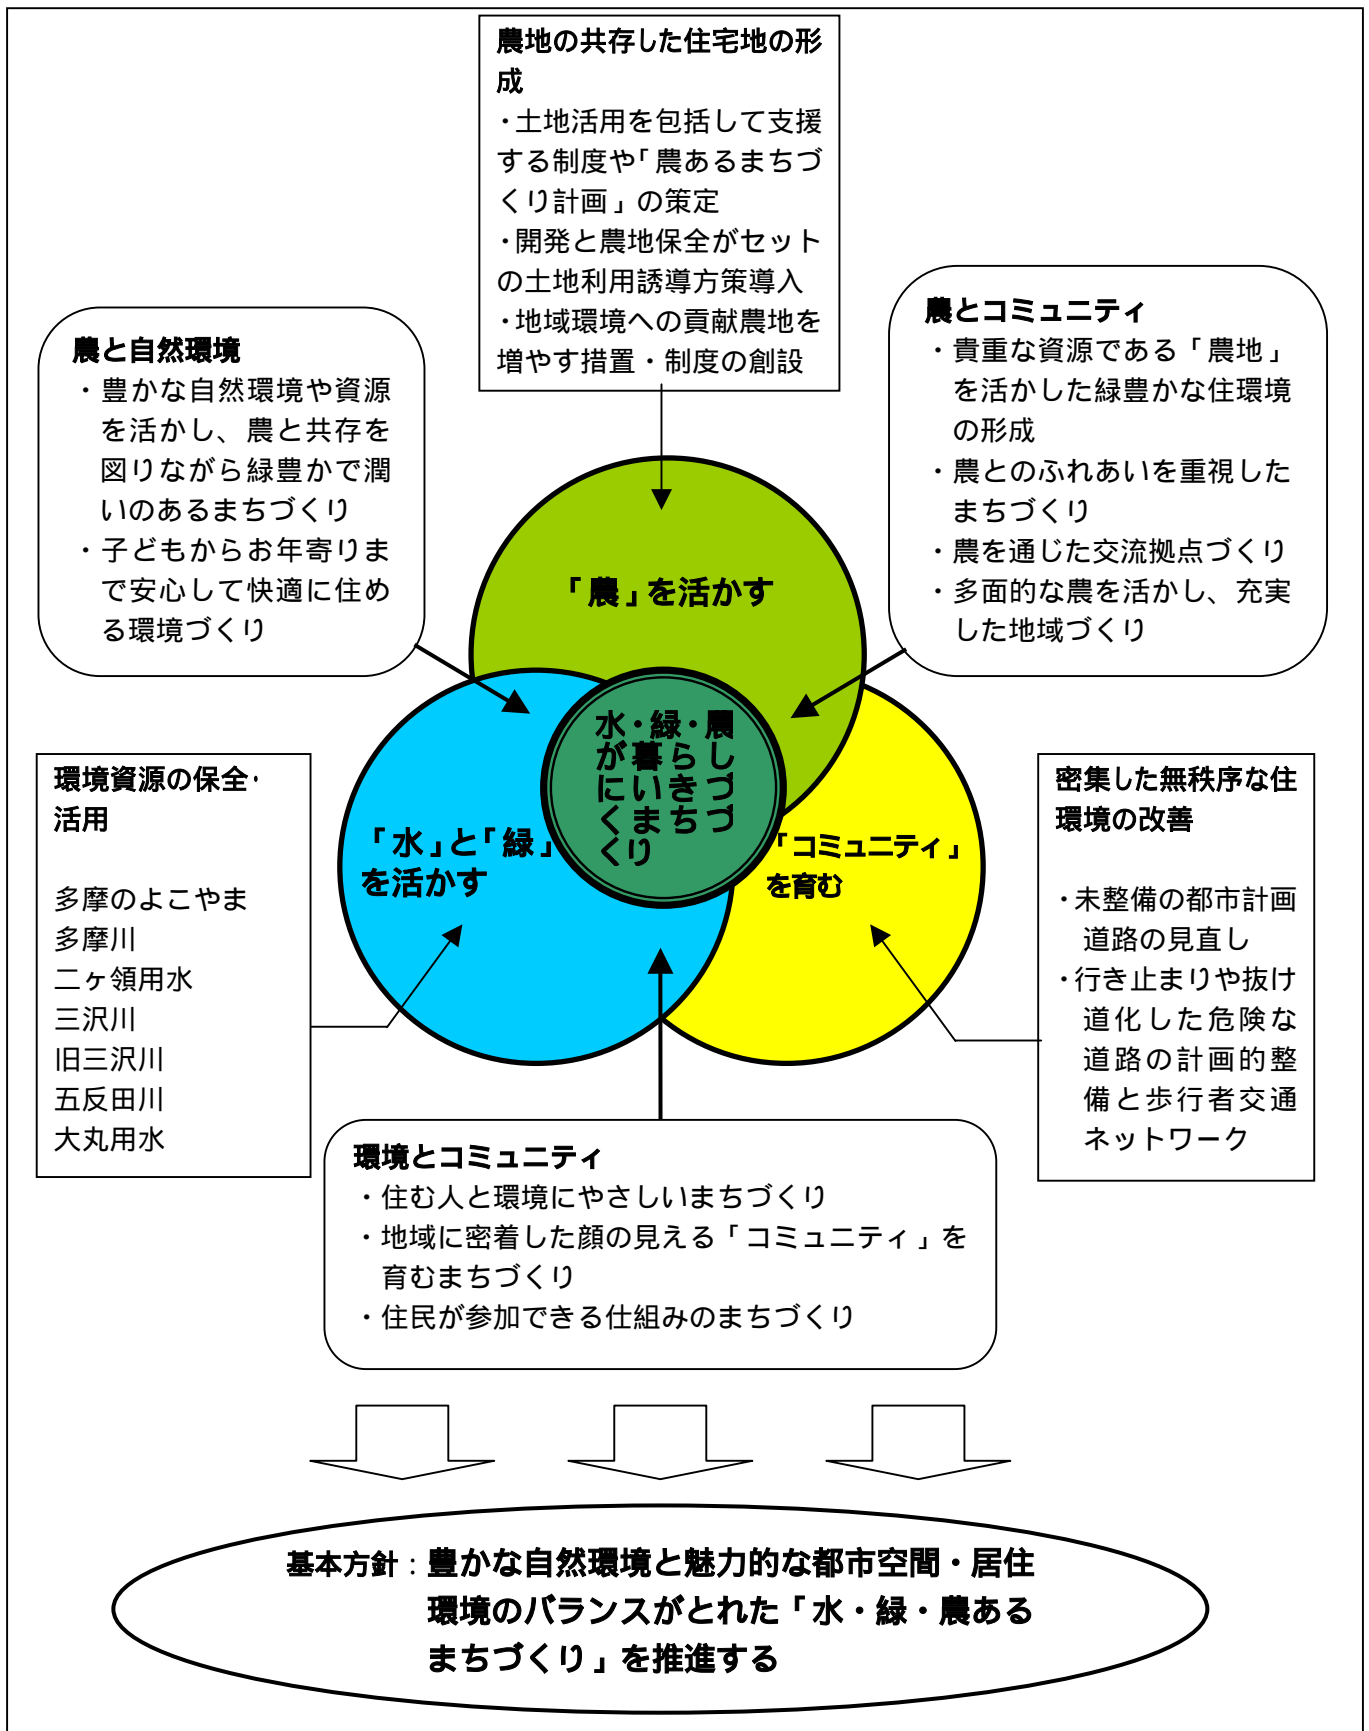 農地の共存した住宅地の形
成
・土地活用を包括して支援
する制度や「農あるまちづ
くり計画」の策定
・開発と農地保全がセット
の土地利用誘導方策導入
・地域環境への貢献農地を
増やす措置・制度の創設
農と自然環境
・豊かな自然環境や資源
を活かし、農と共存を
図りながら緑豊かで潤
いのあるまちづくり
・子どもからお年寄りま
で安心して快適に住め
る環境づくり
農とコミュニティ
・貴重な資源である「農地」
を活かした緑豊かな住環境
の形成
・農とのふれあいを重視した
まちづくり
・農を通じた交流拠点づくり
・多面的な農を活かし、充実
した地域づくり
「農」を活かす
水・緑・農
が暮らし
にいきづ
くまちづ
くり
「水」と「緑」
を活かす
「コミュニティ」
を育む
環境資源の保全・
活用
多摩のよこやま
多摩川
二ヶ領用水
三沢川
旧三沢川
五反田川
大丸用水
密集した無秩序な住
環境の改善
・未整備の都市計画
道路の見直し
・行き止まりや抜け
道化した危険な
道路の計画的整
備と歩行者交通
ネットワーク
環境とコミュニティ
・住む人と環境にやさしいまちづくり
・地域に密着した顔の見える「コミュニティ」を
育むまちづくり
・住民が参加できる仕組みのまちづくり
基本方針：豊かな自然環境と魅力的な都市空間・居住
環境のバランスがとれた「水・緑・農ある
まちづくり」を推進する